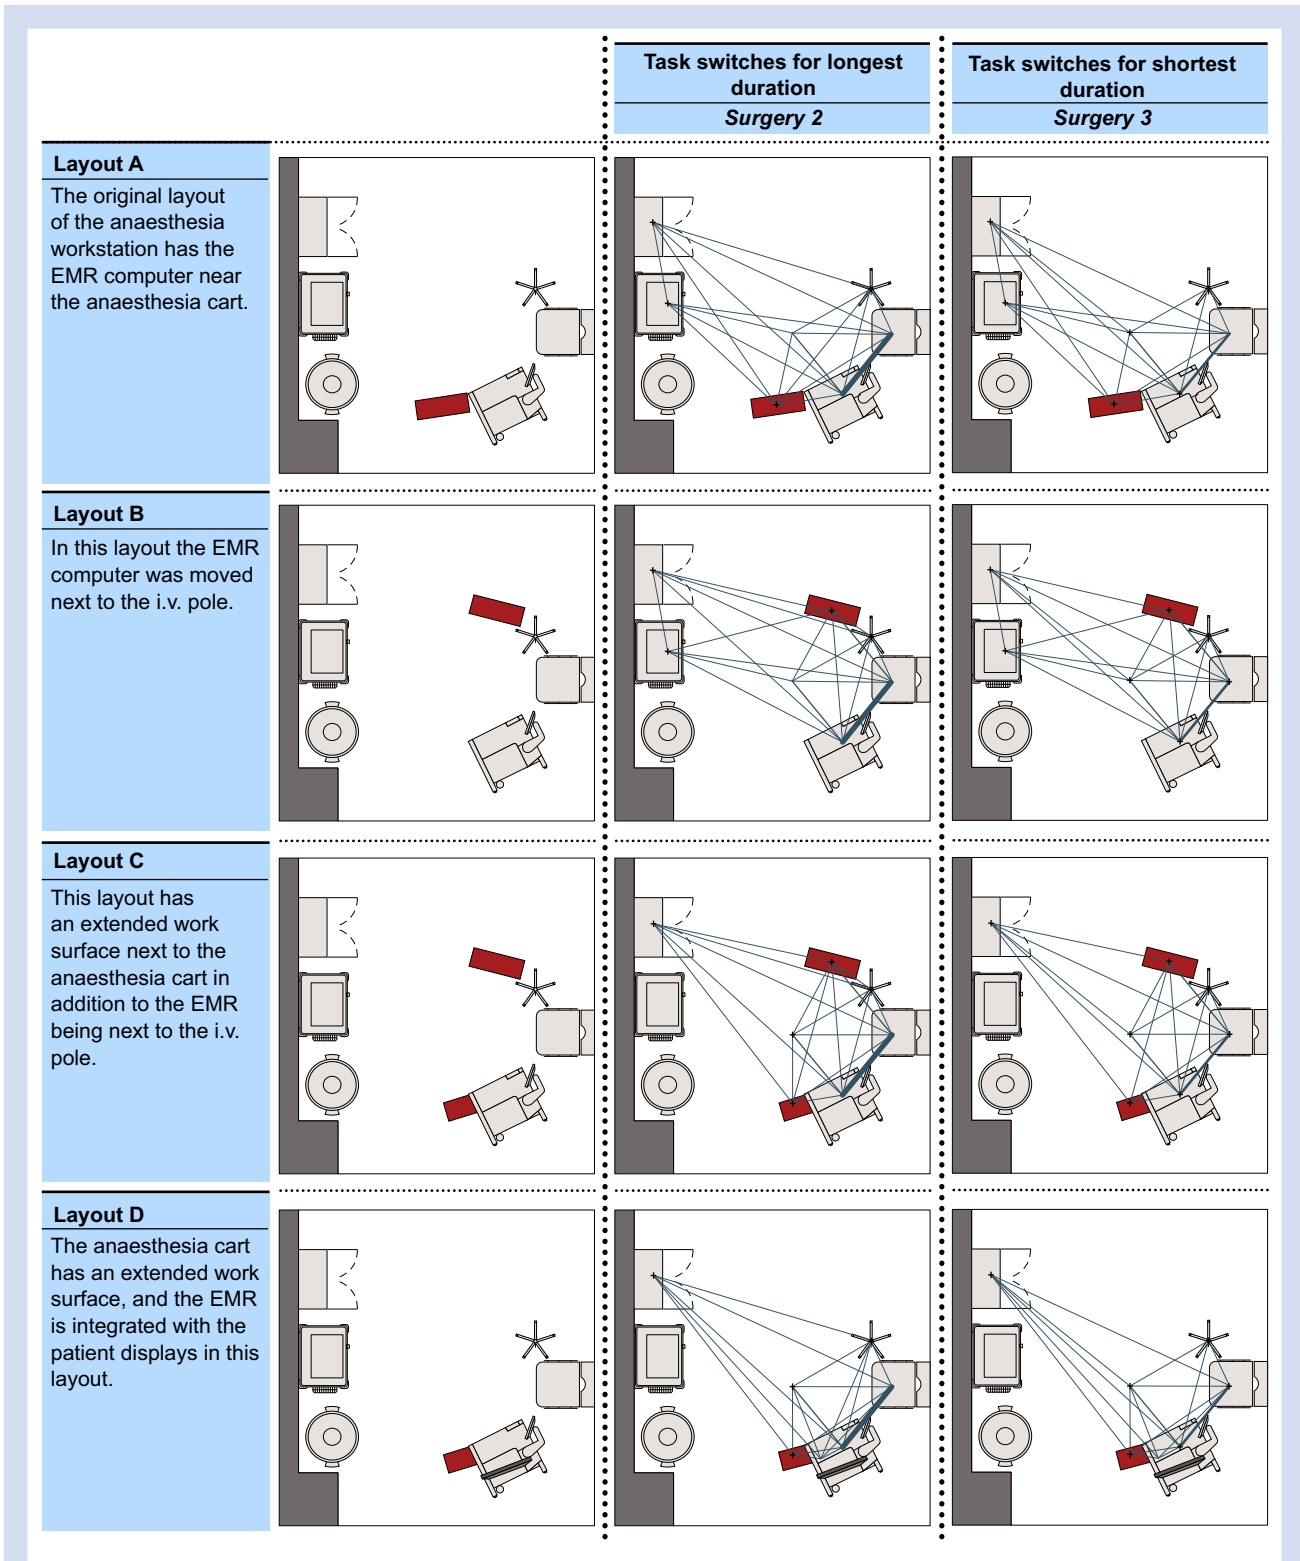 Task switches for longest
duration
Surgery 2
Task switches for shortest
duration
Surgery 3
Layout A
The original layout
of the anaesthesia
workstation has the
EMR computer near
the anaesthesia cart.
Layout B
In this layout the EMR
computer was moved
next to the i.v. pole.
Layout C
This layout has
an extended work
surface next to the
anaesthesia cart in
addition to the EMR
being next to the i.v.
pole.
Layout D
The anaesthesia cart
has an extended work
surface, and the EMR
is integrated with the
patient displays in this
layout.